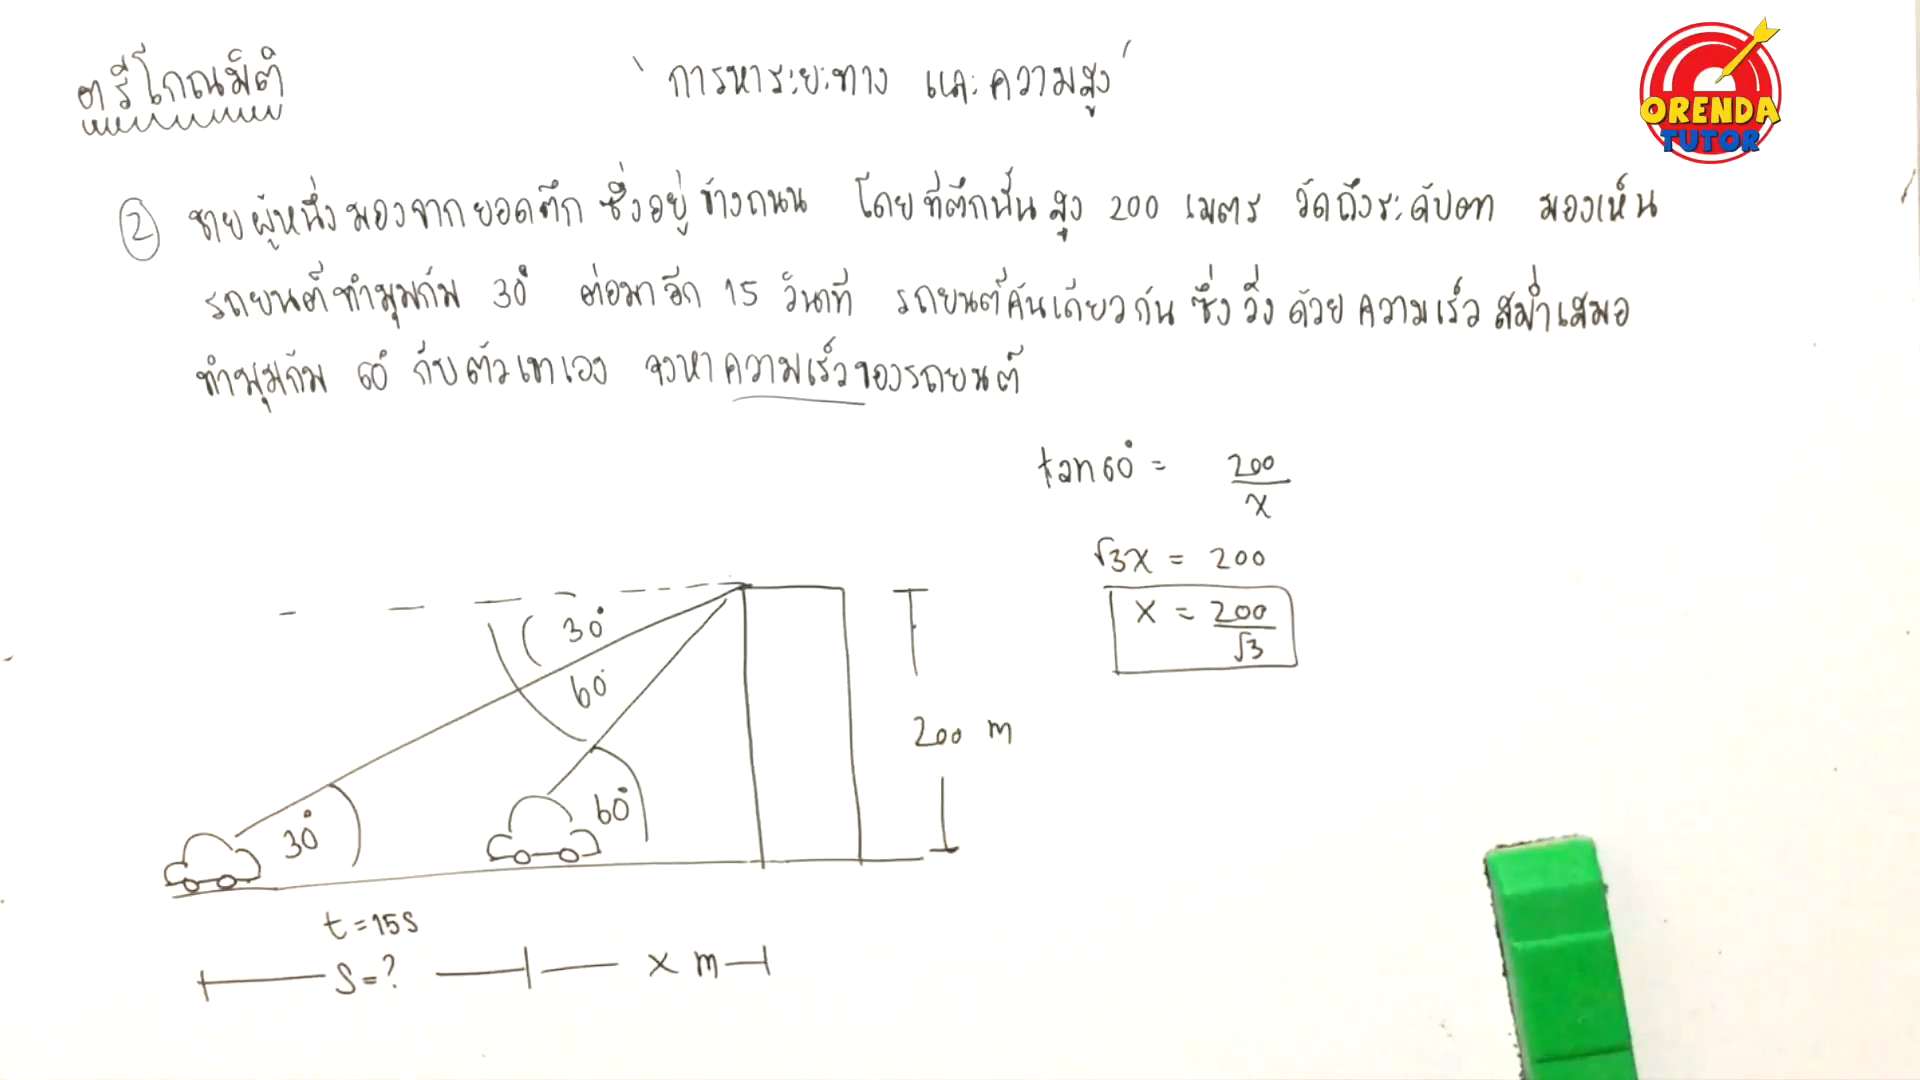 ตรีโกณมิติ
"การหาระยะทาง และความสูง"
ORENDA
TUTOR
② ชายผู้หนึ่งมองจากยอดตึก ซึ่งอยู่ข้างถนน โดยที่ตึกนั้นสูง 200 เมตร วัดถึงระดับตา มองเห็น
รถยนต์ทำมุมก้ม 30° ต่อมาอีก 15 วินาที รถยนต์คันเดียวกัน ซึ่งวิ่งด้วยความเร็วสม่ำเสมอ
ทำมุมก้ม 60° กับตัวเขาเอง จงหาความเร็วของรถยนต์
tan60° = 200/x
√3x = 200
x = 200/√3
30°
60°
200 m
30°
60°
t=15s
s=?
x m